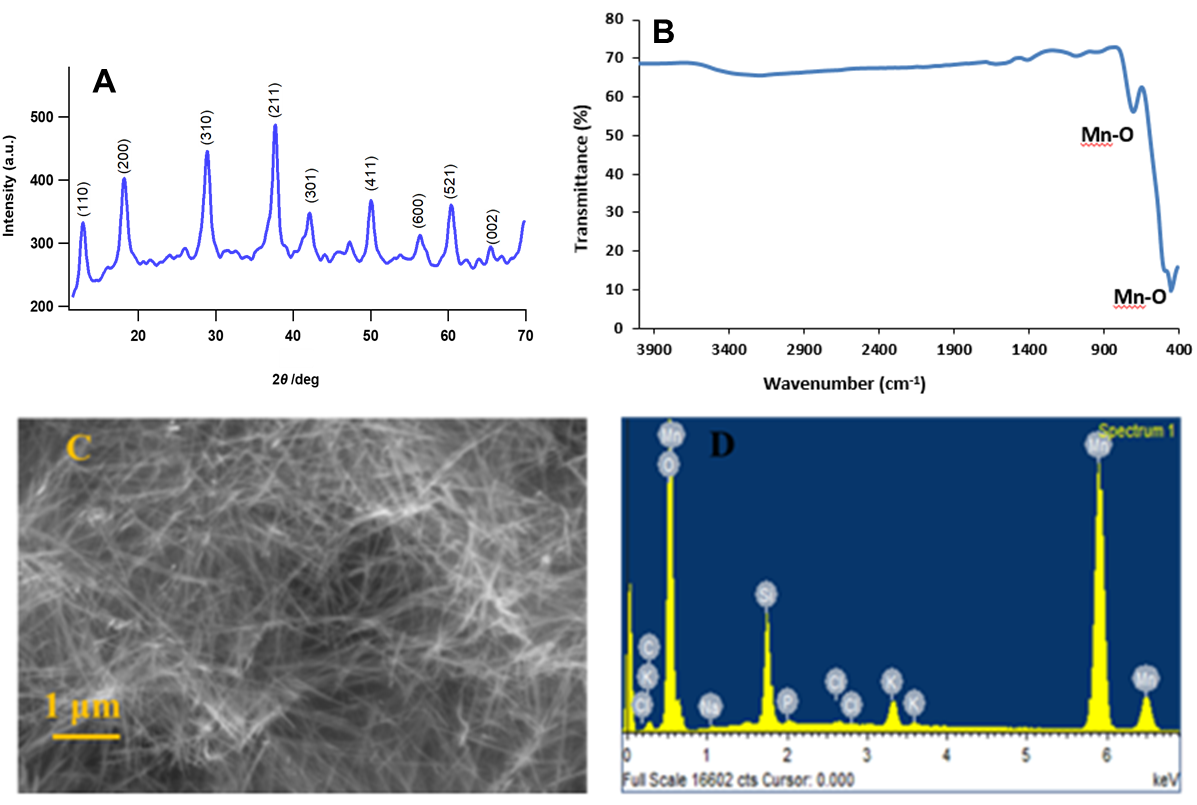 A
Intensity (a.u.)
500
400
300
200
(110)
(200)
(310)
(211)
(301)
(411)
(600)
(521)
(002)
20 30 40 50 60 70
2θ /deg
B
Transmittance (%)
80
70
60
50
40
30
20
10
0
Mn-O
Mn-O
3900 3400 2900 2400 1900 1400 900 400
Wavenumber (cm⁻¹)
C
1 µm
D
Spectrum 1
Mn
O
Mn
Si
C
K
Cl
Na
P
Cl
Cl
K
K
Mn
0 1 2 3 4 5 6
Full Scale 16602 cts Cursor: 0.000
keV